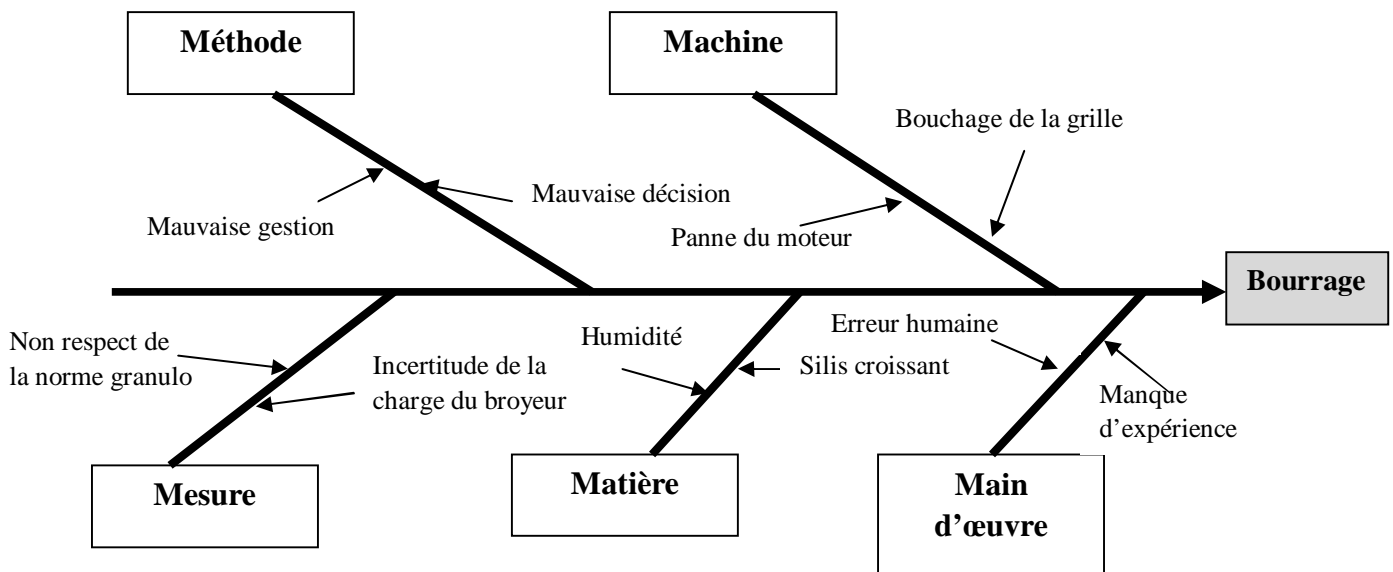 Méthode
Machine
Bouchage de la grille
Mauvaise décision
Mauvaise gestion
Panne du moteur
Bourrage
Non respect de
la norme granulo
Incertitude de la
charge du broyeur
Humidité
Silis croissant
Erreur humaine
Manque
d’expérience
Mesure
Matière
Main
d’œuvre